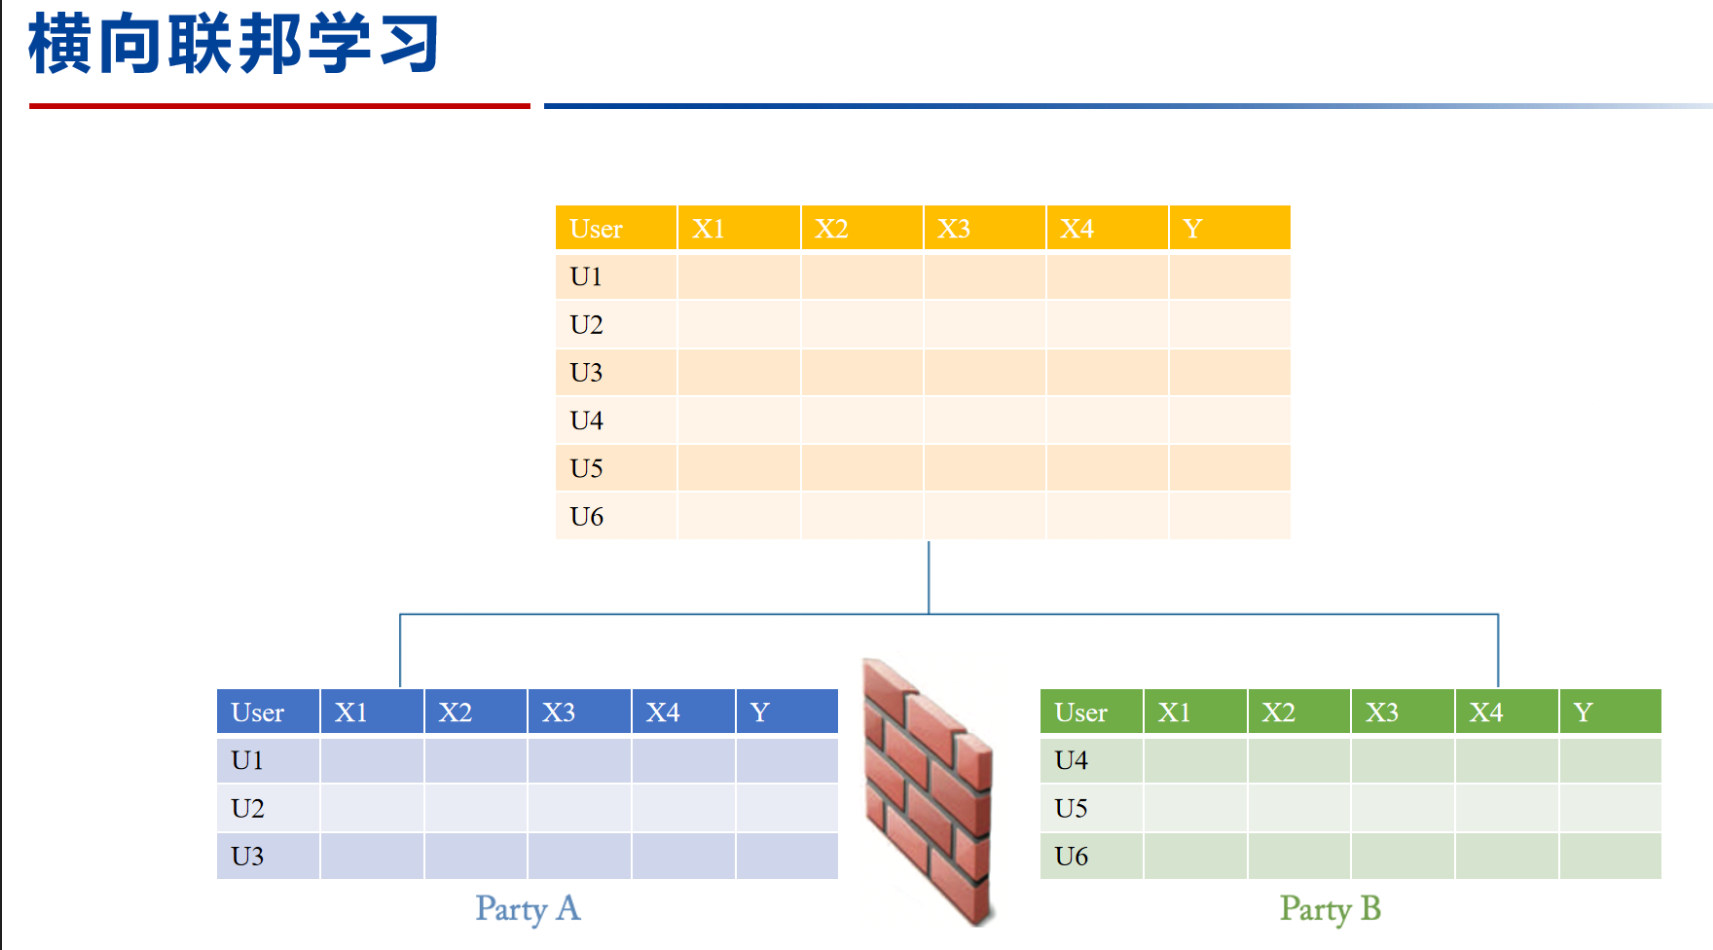 横向联邦学习
User X1 X2 X3 X4 Y
U1
U2
U3
U4
U5
U6
User X1 X2 X3 X4 Y
U1
U2
U3
Party A
User X1 X2 X3 X4 Y
U4
U5
U6
Party B